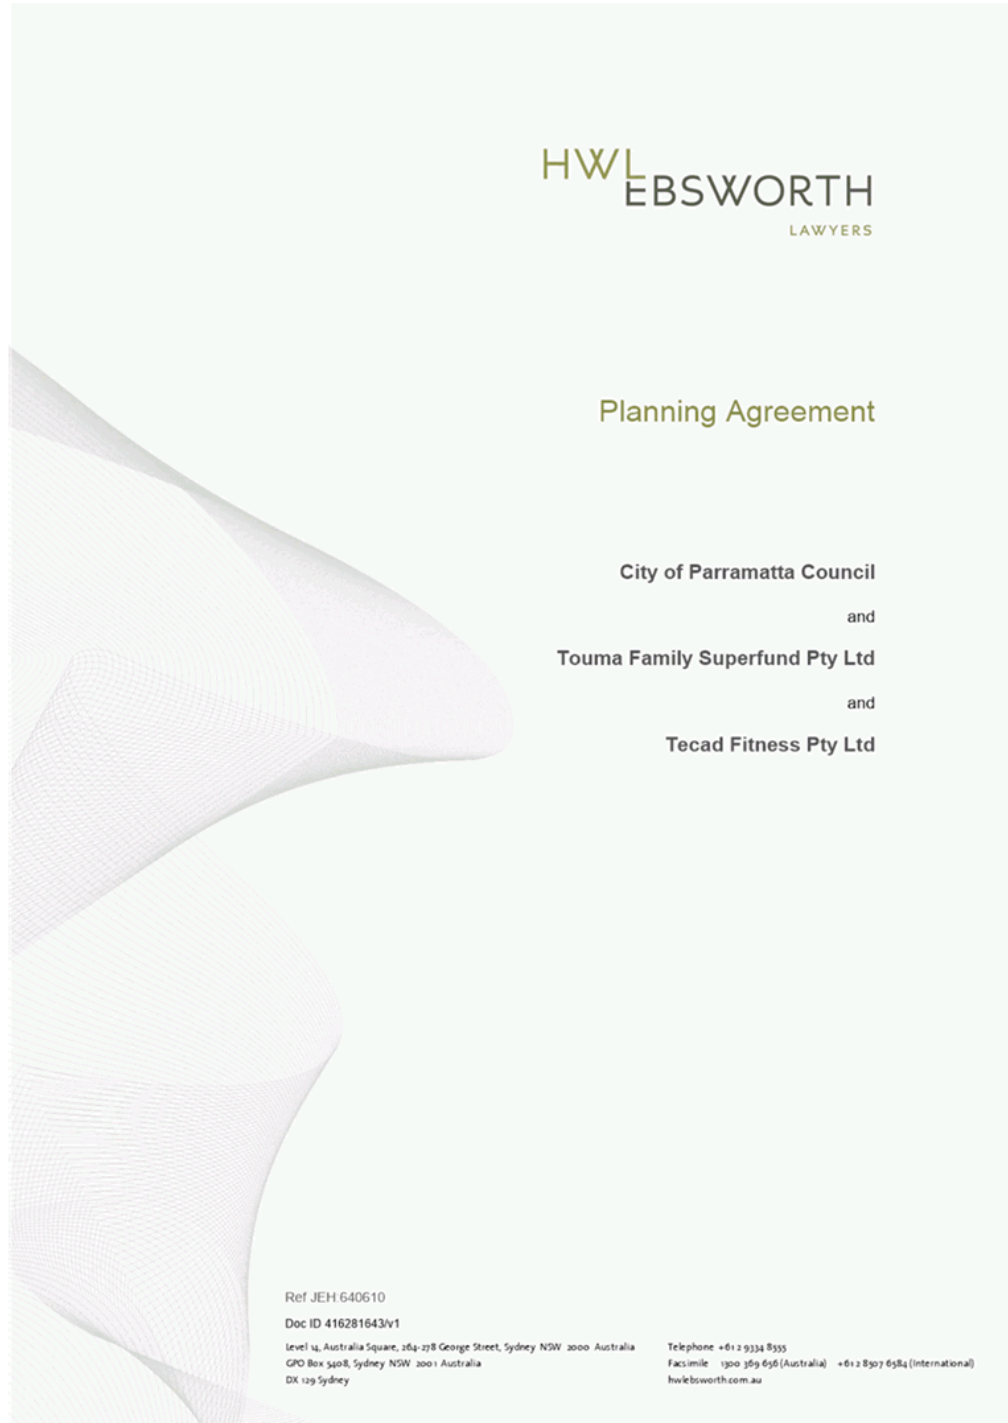 HWL
EBSWORTH
LAWYERS
Planning Agreement
City of Parramatta Council
and
Touma Family Superfund Pty Ltd
and
Tecad Fitness Pty Ltd
Ref JEH:640610
Doc ID 416281643/v1
Level 14, Australia Square, 264-278 George Street, Sydney NSW 2000 Australia
GPO Box 5408, Sydney NSW 2001 Australia
DX 129 Sydney
Telephone +61 2 9334 8555
Facsimile 1300 369 656 (Australia) +61 2 8507 6584 (International)
hwlebsworth.com.au